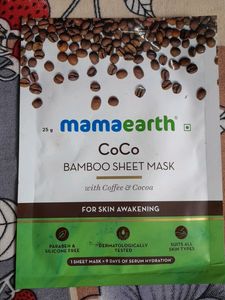 25 g
mamaearth®
CoCo
BAMBOO SHEET MASK
with Coffee & Cocoa
FOR SKIN AWAKENING
PARABEN &
SILICONE FREE
DERMATOLOGICALLY
TESTED
SUITS ALL
SKIN TYPES
1 SHEET MASK = 9 DAYS OF SERUM HYDRATION*